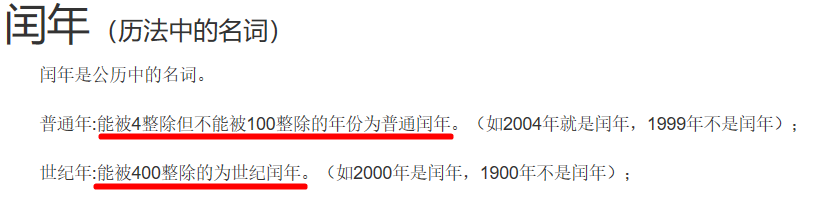 闰年（历法中的名词）
闰年是公历中的名词。
普通年:能被4整除但不能被100整除的年份为普通闰年。（如2004年就是闰年，1999年不是闰年）；
世纪年:能被400整除的为世纪闰年。（如2000年是闰年，1900年不是闰年）；